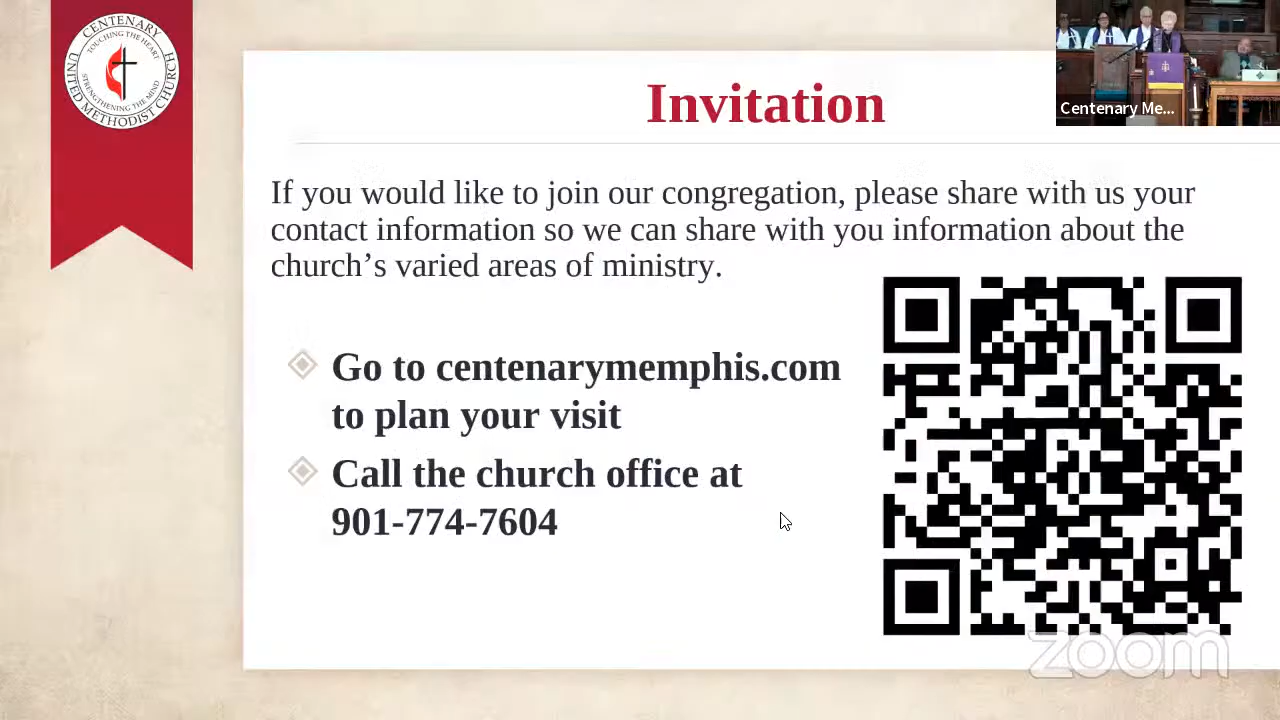 CENTENARY
TOUCHING THE HEART
STRENGTHENING THE MIND
UNITED METHODIST CHURCH
Invitation
Centenary Me...
If you would like to join our congregation, please share with us your
contact information so we can share with you information about the
church’s varied areas of ministry.
Go to centenarymemphis.com
to plan your visit
Call the church office at
901-774-7604
zoom